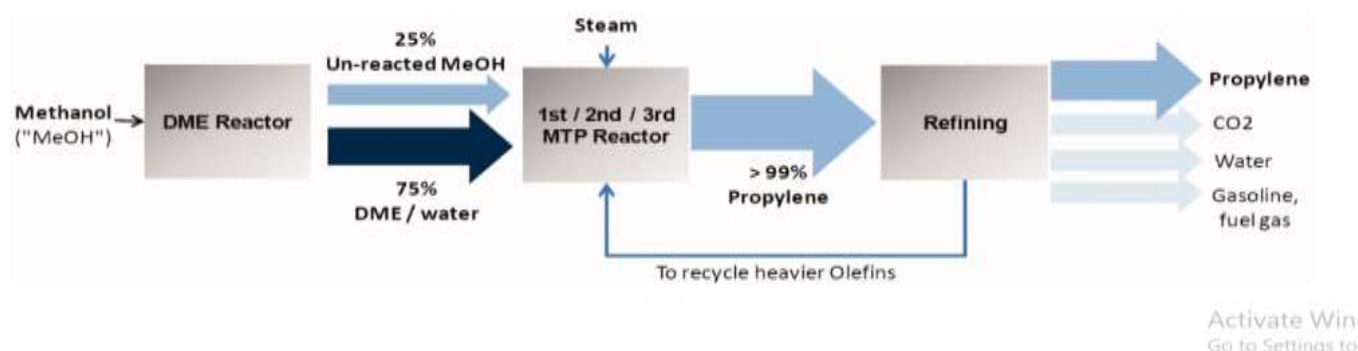 Steam
25%
Un-reacted MeOH
Methanol
("MeOH")
DME Reactor
1st / 2nd / 3rd
MTP Reactor
Refining
Propylene
CO2
Water
Gasoline,
fuel gas
> 99%
Propylene
75%
DME / water
To recycle heavier Olefins
Activate Win
Go to Settings to